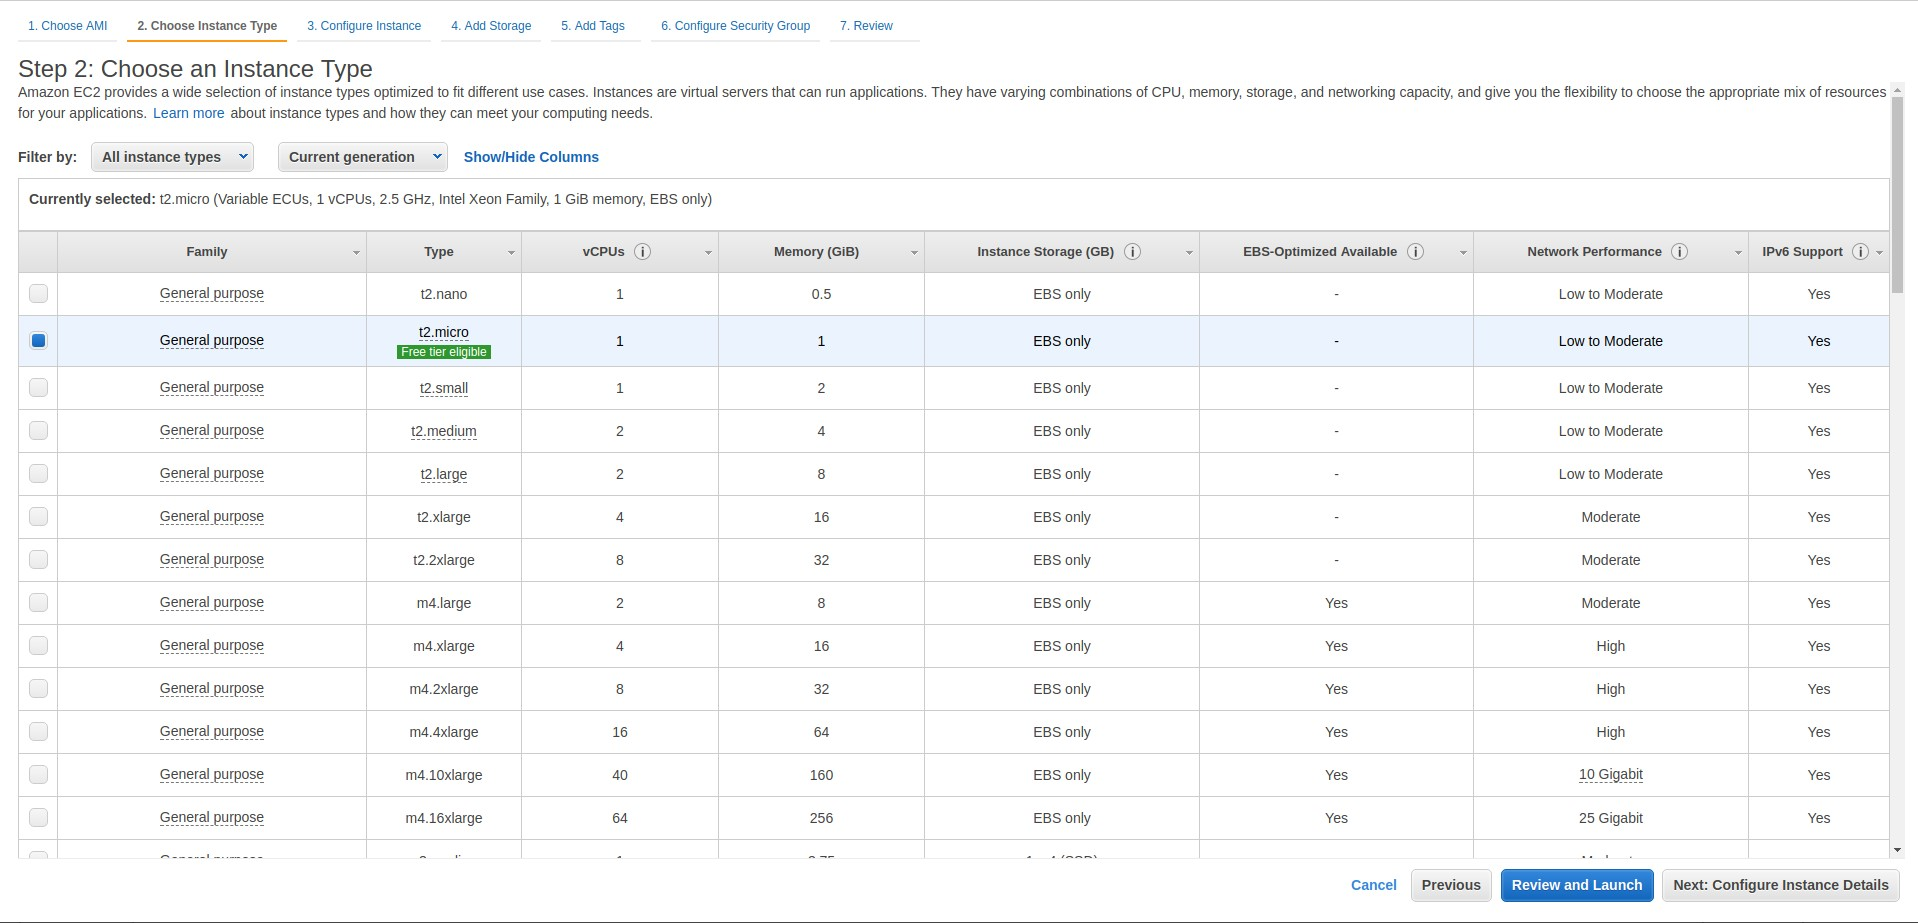 1. Choose AMI 2. Choose Instance Type 3. Configure Instance 4. Add Storage 5. Add Tags 6. Configure Security Group 7. Review
Step 2: Choose an Instance Type
Amazon EC2 provides a wide selection of instance types optimized to fit different use cases. Instances are virtual servers that can run applications. They have varying combinations of CPU, memory, storage, and networking capacity, and give you the flexibility to choose the appropriate mix of resources
for your applications. Learn more about instance types and how they can meet your computing needs.
Filter by: All instance types Current generation Show/Hide Columns
Currently selected: t2.micro (Variable ECUs, 1 vCPUs, 2.5 GHz, Intel Xeon Family, 1 GiB memory, EBS only)
Family Type vCPUs Memory (GiB) Instance Storage (GB) EBS-Optimized Available Network Performance IPv6 Support
General purpose t2.nano 1 0.5 EBS only - Low to Moderate Yes
General purpose t2.micro 1 1 EBS only - Low to Moderate Yes
Free tier eligible
General purpose t2.small 1 2 EBS only - Low to Moderate Yes
General purpose t2.medium 2 4 EBS only - Low to Moderate Yes
General purpose t2.large 2 8 EBS only - Low to Moderate Yes
General purpose t2.xlarge 4 16 EBS only - Moderate Yes
General purpose t2.2xlarge 8 32 EBS only - Moderate Yes
General purpose m4.large 2 8 EBS only Yes Moderate Yes
General purpose m4.xlarge 4 16 EBS only Yes High Yes
General purpose m4.2xlarge 8 32 EBS only Yes High Yes
General purpose m4.4xlarge 16 64 EBS only Yes High Yes
General purpose m4.10xlarge 40 160 EBS only Yes 10 Gigabit Yes
General purpose m4.16xlarge 64 256 EBS only Yes 25 Gigabit Yes
Cancel Previous Review and Launch Next: Configure Instance Details